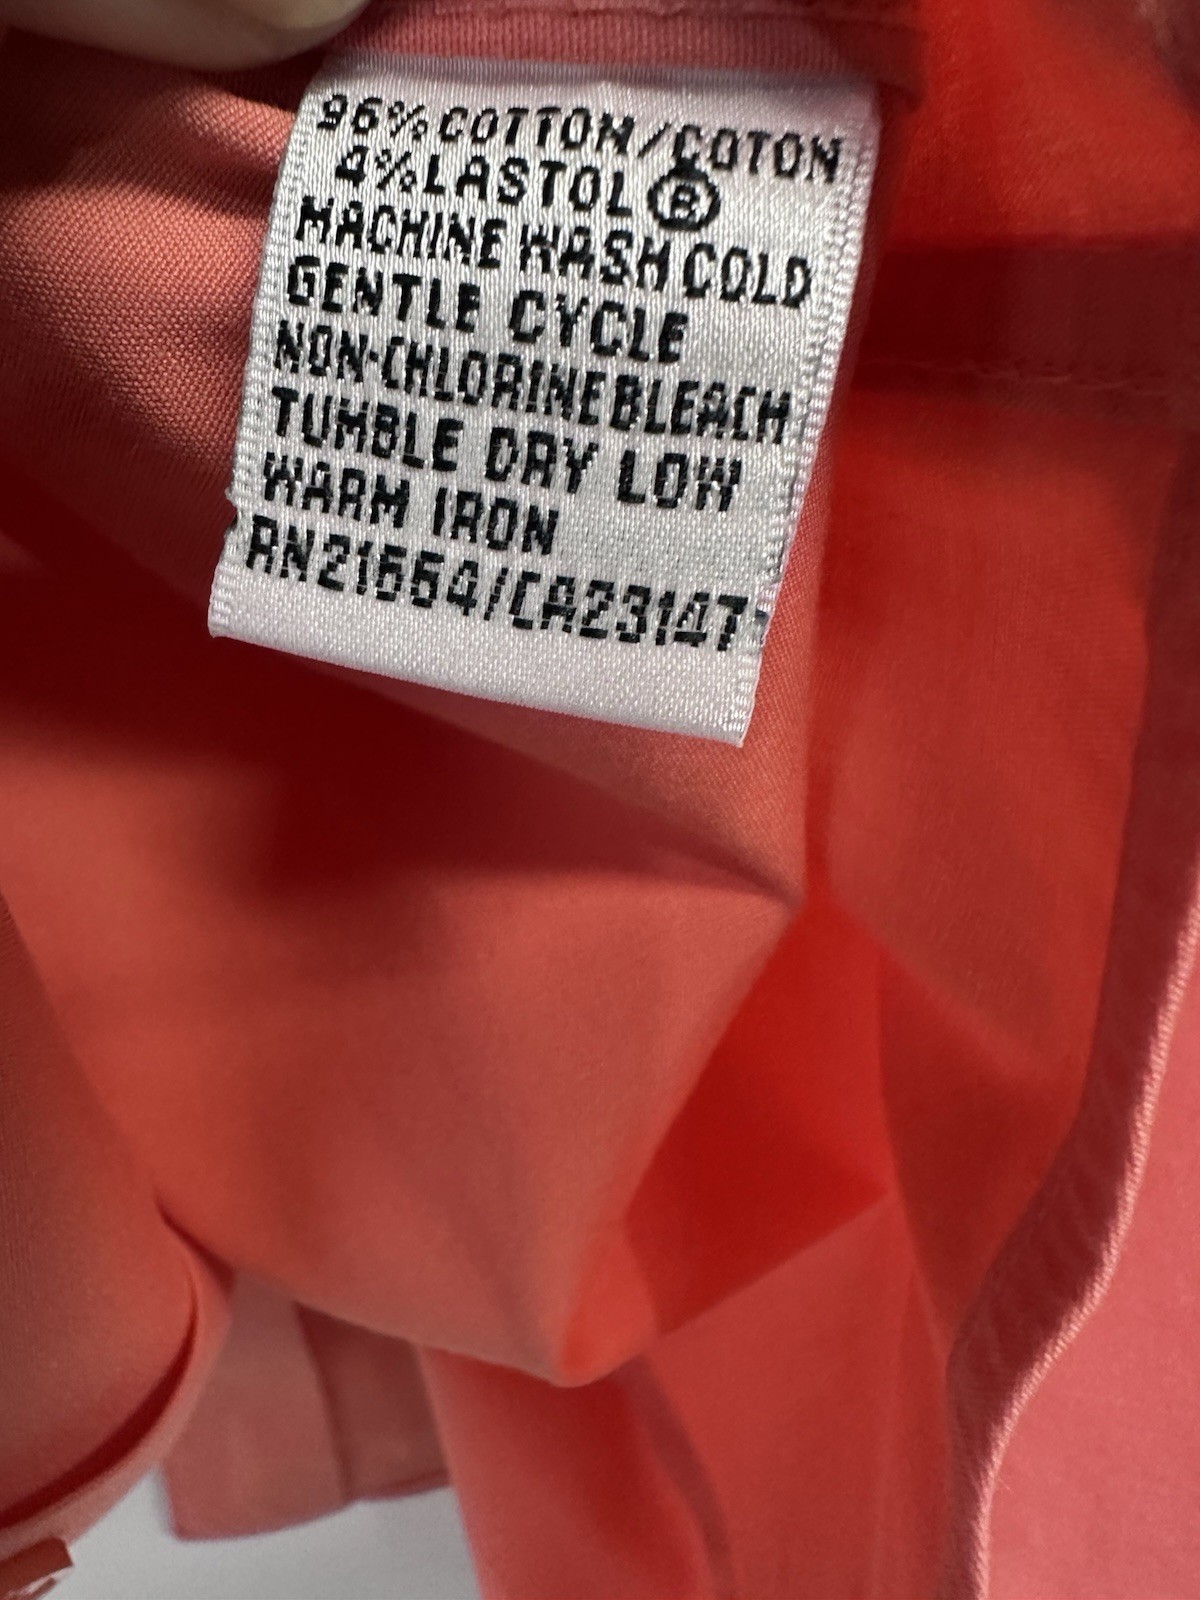 96% COTTON/COTON
4% LASTOL Ⓑ
MACHINE WASH COLD
GENTLE CYCLE
NON-CHLORINE BLEACH
TUMBLE DRY LOW
WARM IRON
RN21664/CA23147